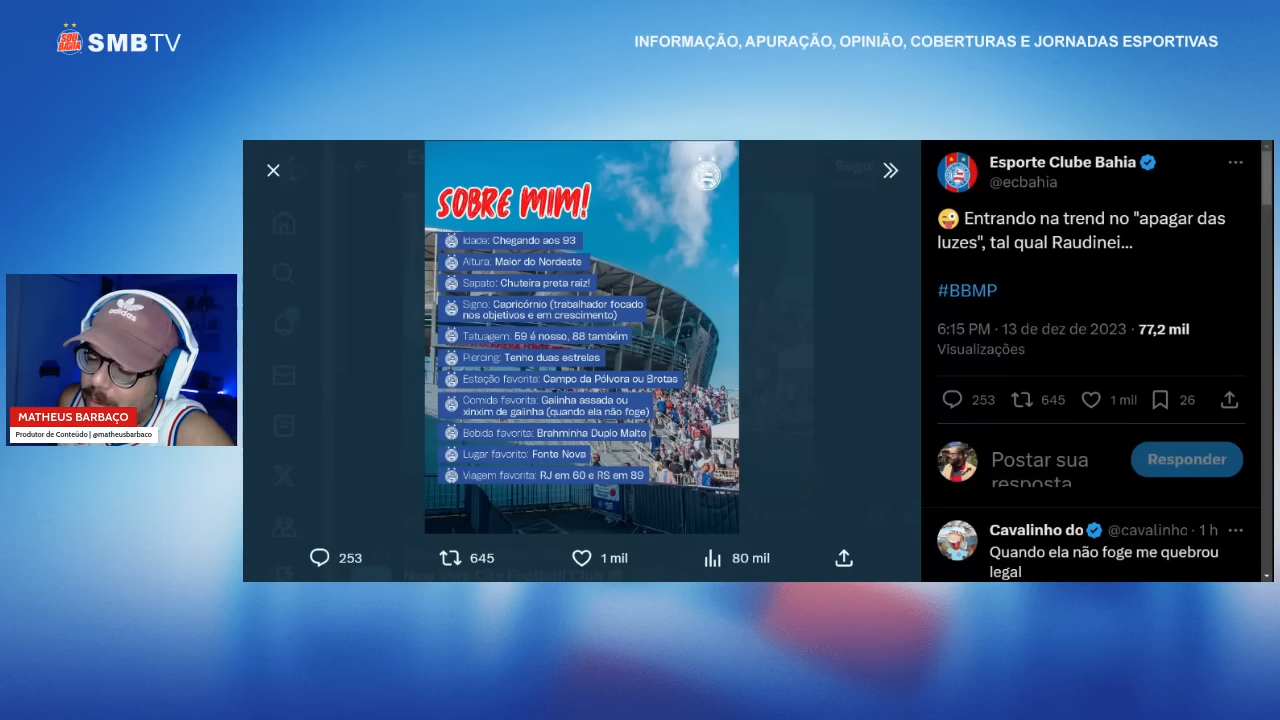 SOU BAHIA
SMBTV
INFORMAÇÃO, APURAÇÃO, OPINIÃO, COBERTURAS E JORNADAS ESPORTIVAS
adidas
MATHEUS BARBAÇO
Produtor de Conteúdo | @matheusbarbaco
SOBRE MIM!
Idade: Chegando aos 93
Altura: Maior do Nordeste
Sapato: Chuteira preta raiz!
Signo: Capricórnio (trabalhador focado
nos objetivos e em crescimento)
Tatuagem: 59 é nosso, 88 também
Piercing: Tenho duas estrelas
Estação favorita: Campo da Pólvora ou Brotas
Comida favorita: Galinha assada ou
xinxim de galinha (quando ela não foge)
Bebida favorita: Brahminha Duplo Malte
Lugar favorito: Fonte Nova
Viagem favorita: RJ em 60 e RS em 89
253
645
1 mil
80 mil
Esporte Clube Bahia
@ecbahia
Entrando na trend no "apagar das
luzes", tal qual Raudinei...
#BBMP
6:15 PM · 13 de dez de 2023 · 77,2 mil
Visualizações
253 645 1 mil 26
Postar sua
resposta
Responder
Cavalinho do @cavalinho · 1 h
Quando ela não foge me quebrou
legal